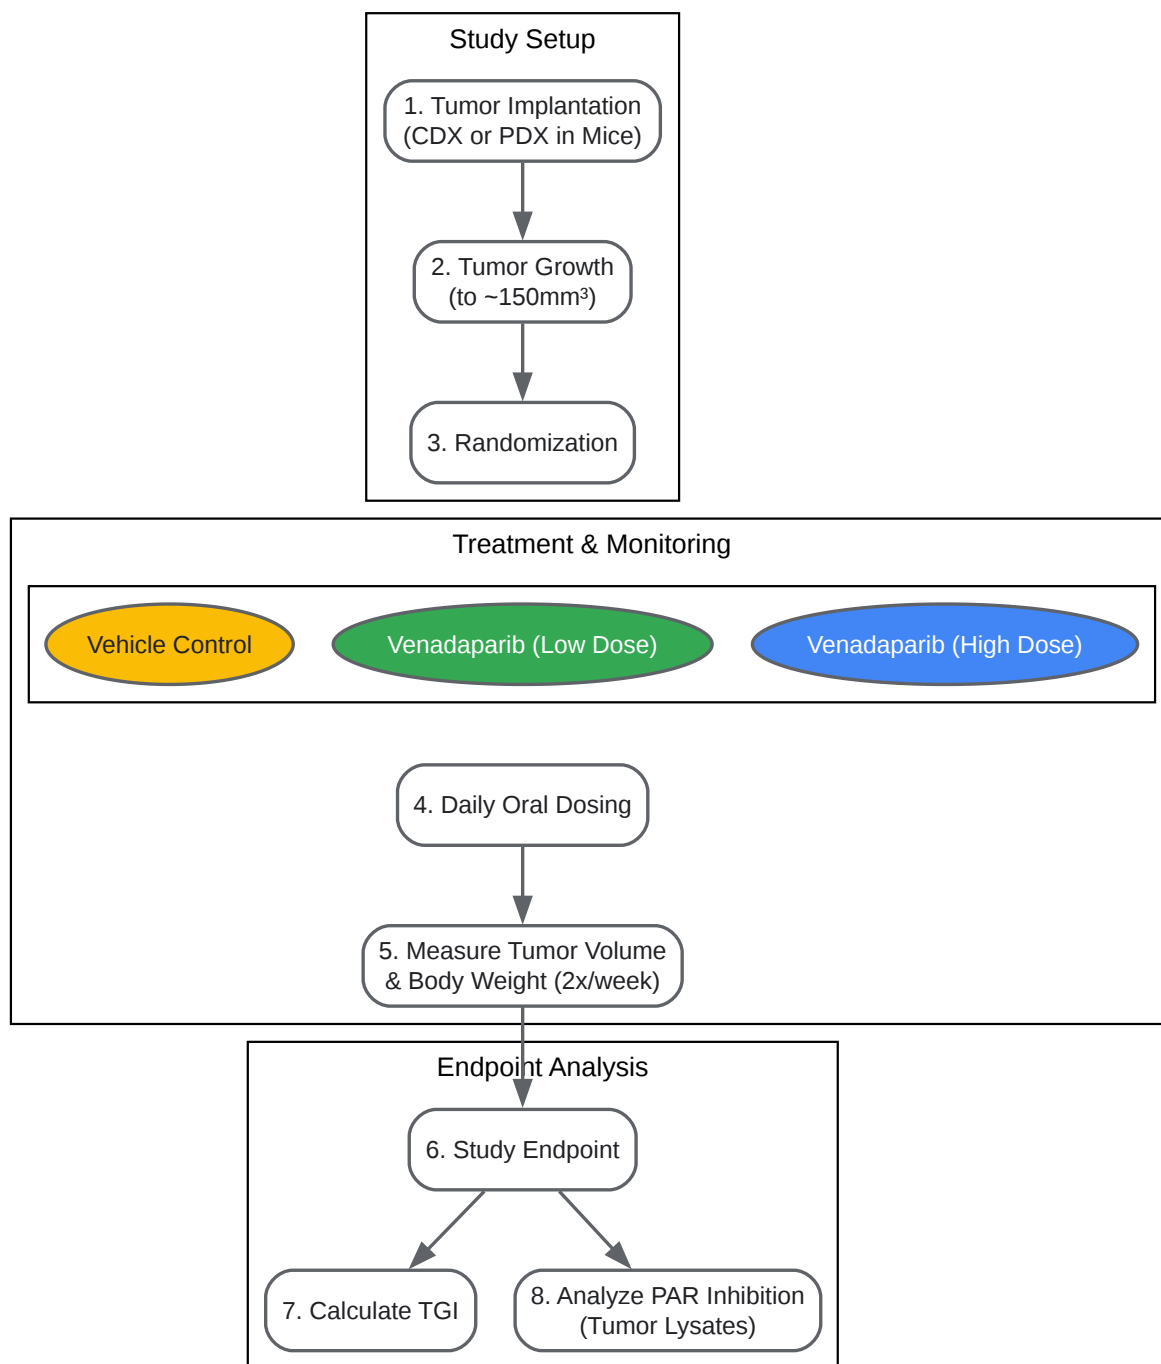 Study Setup
1. Tumor Implantation
(CDX or PDX in Mice)
2. Tumor Growth
(to ~150mm³)
3. Randomization
Treatment & Monitoring
Vehicle Control
Venadaparib (Low Dose)
Venadaparib (High Dose)
4. Daily Oral Dosing
5. Measure Tumor Volume
& Body Weight (2x/week)
Endpoint Analysis
6. Study Endpoint
7. Calculate TGI
8. Analyze PAR Inhibition
(Tumor Lysates)